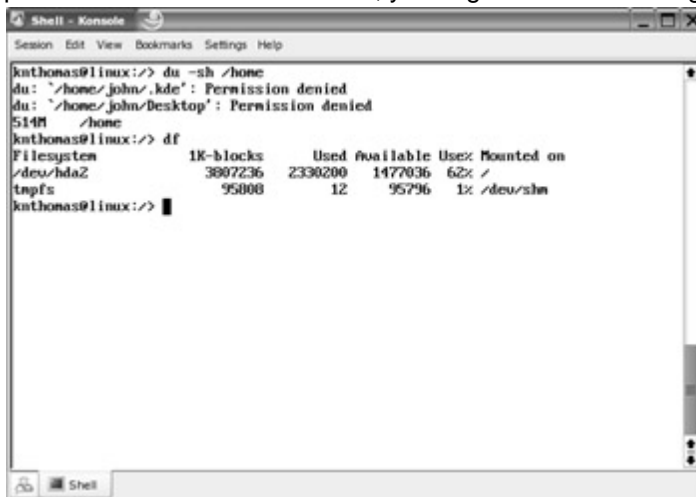 Shell - Konsole
Session Edit View Bookmarks Settings Help
knthomas@linux:/> du -sh /home
du: `/home/john/.kde': Permission denied
du: `/home/john/Desktop': Permission denied
514M /home
knthomas@linux:/> df
Filesystem 1K-blocks Used Available Use% Mounted on
/dev/hda2 3807236 2330200 1477036 62% /
tmpfs 95808 12 95796 1% /dev/shm
knthomas@linux:/>
Shell